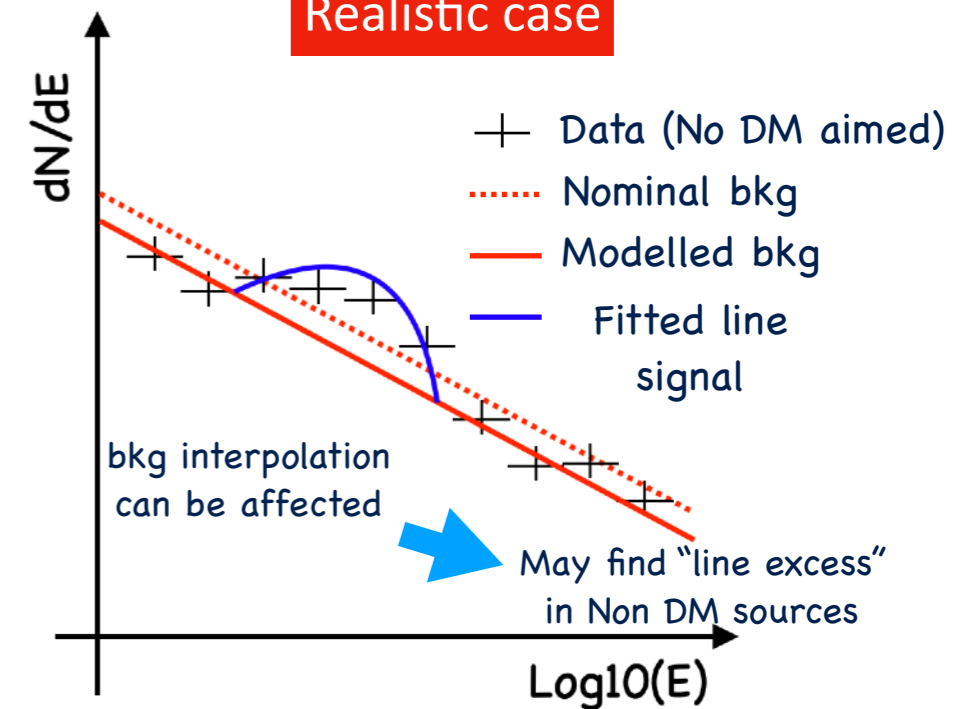 Realistic case
dN/dE
Data (No DM aimed)
Nominal bkg
Modelled bkg
Fitted line
signal
bkg interpolation
can be affected
May find “line excess”
in Non DM sources
Log10(E)